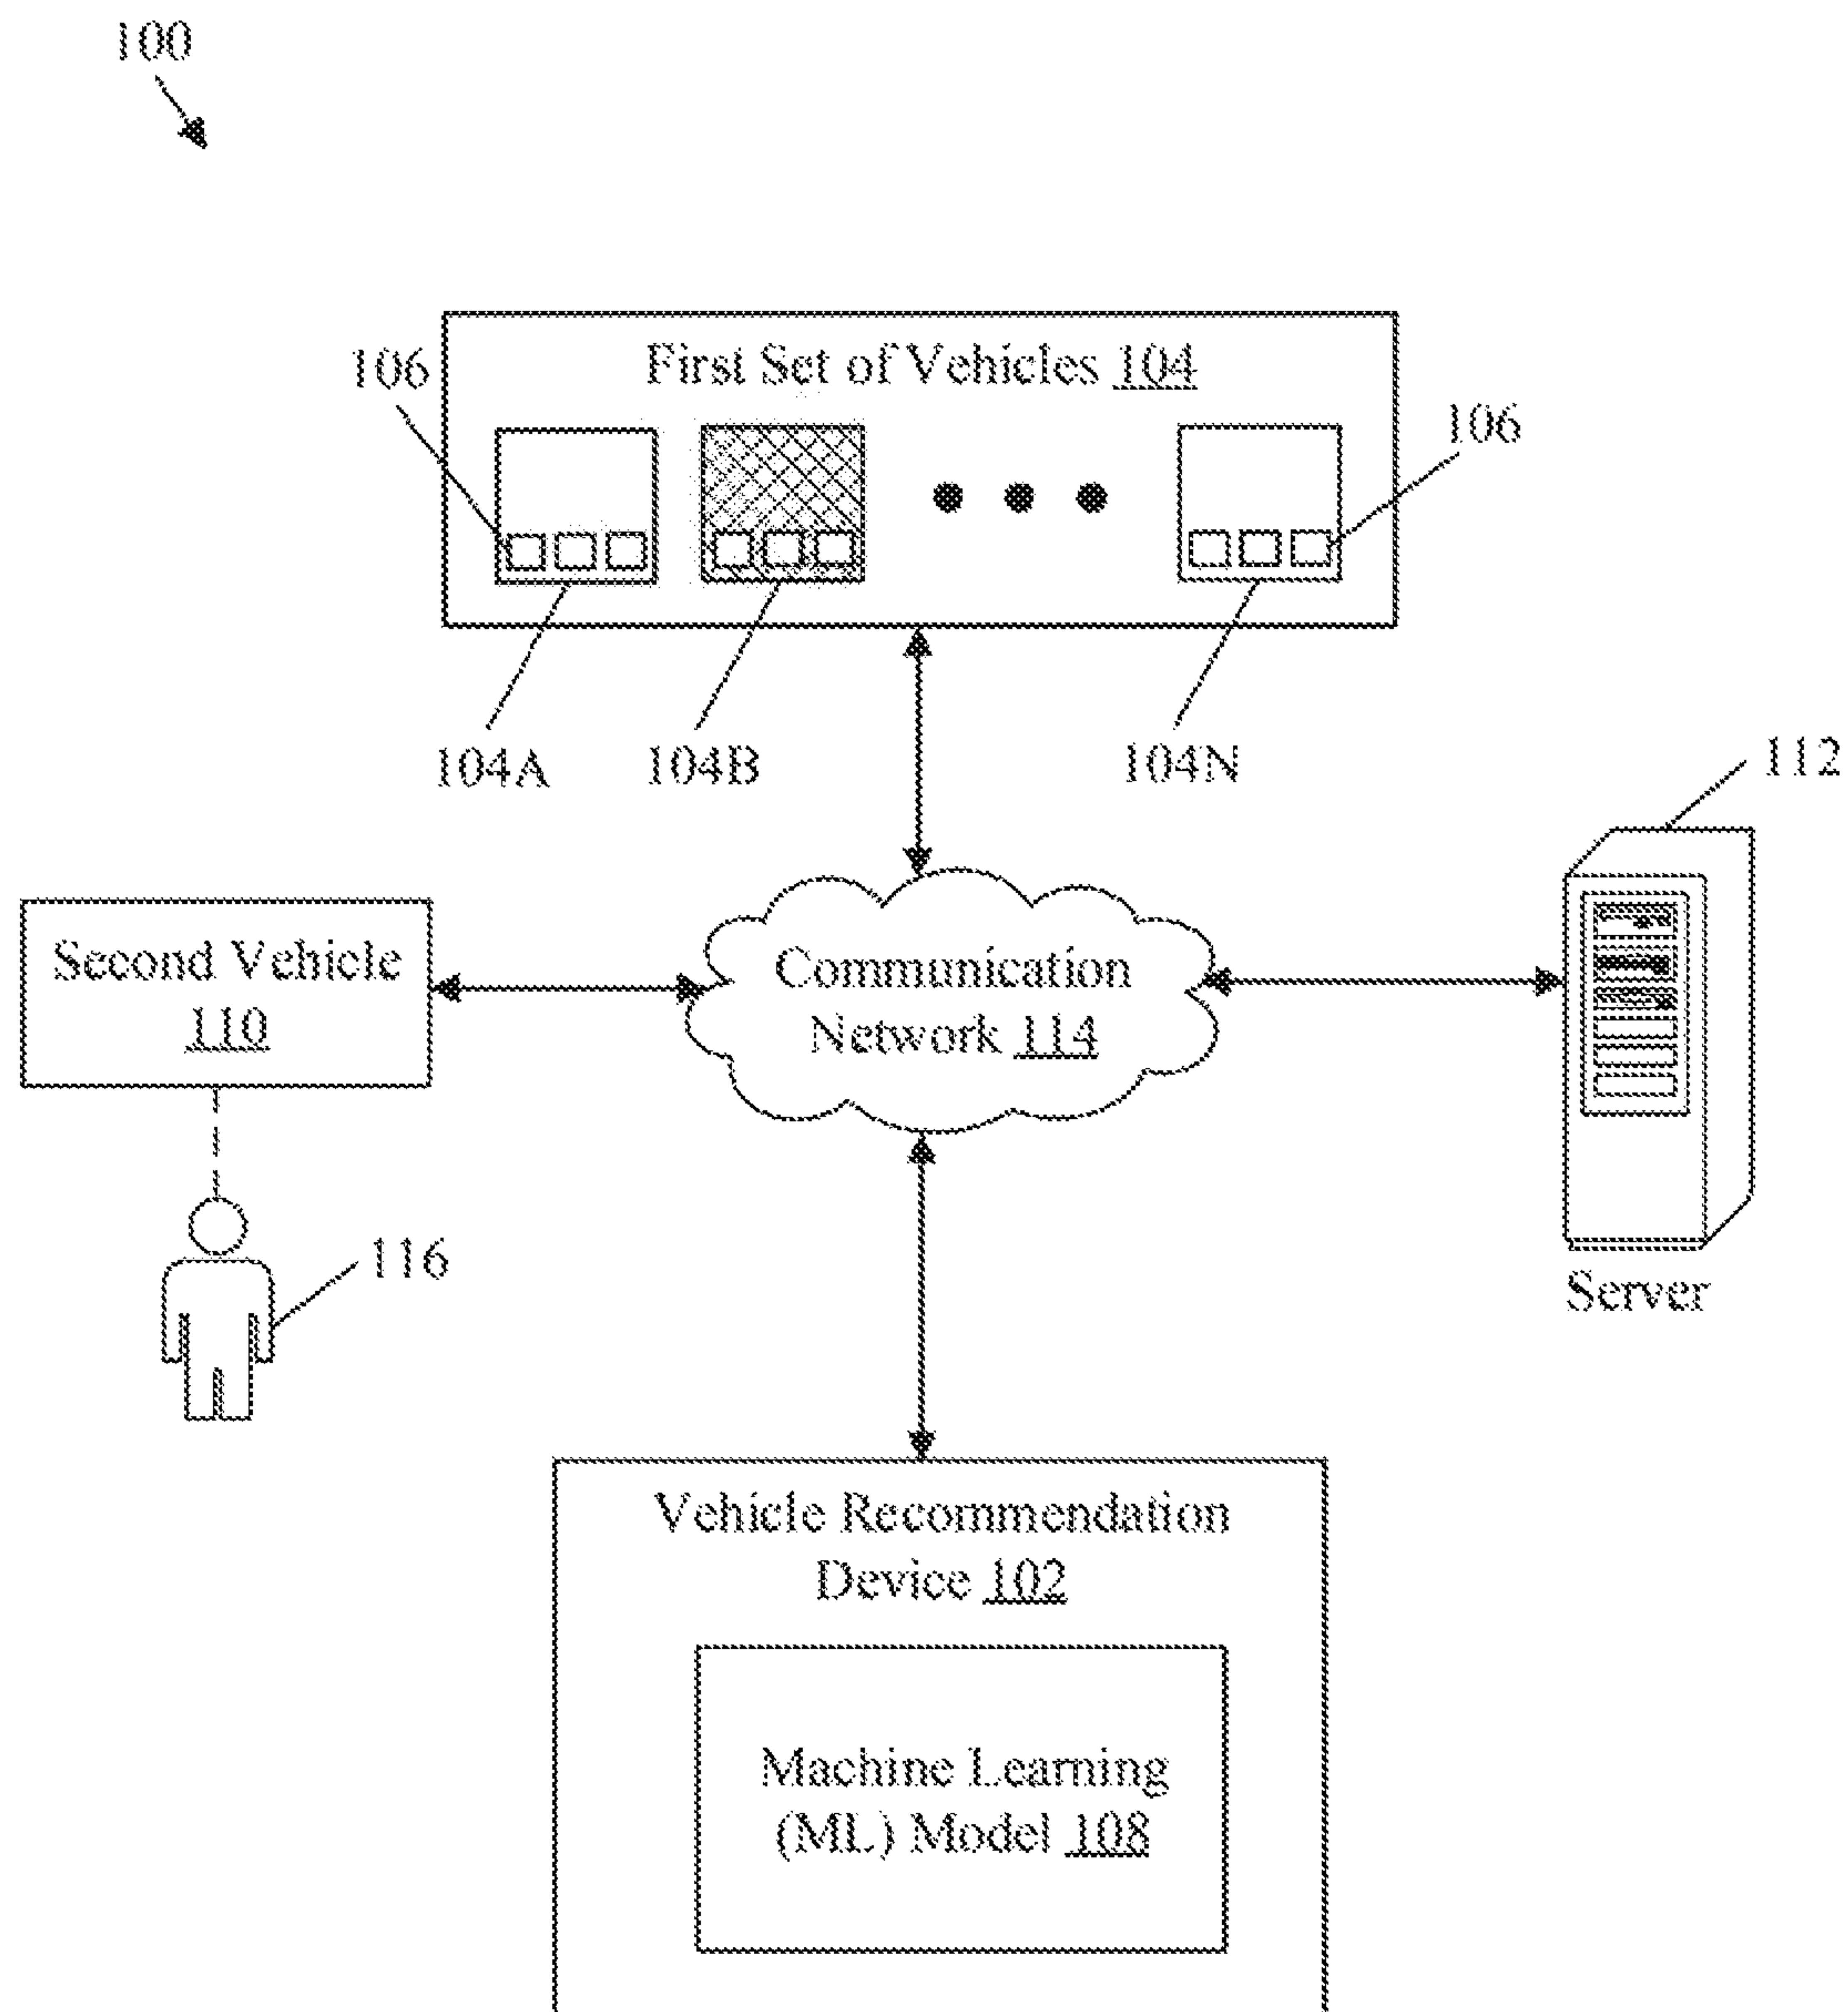 100
First Set of Vehicles 104
106
106
104A
104B
104N
112
Second Vehicle
110
Communication
Network 114
Server
116
Vehicle Recommendation
Device 102
Machine Learning
(ML) Model 108